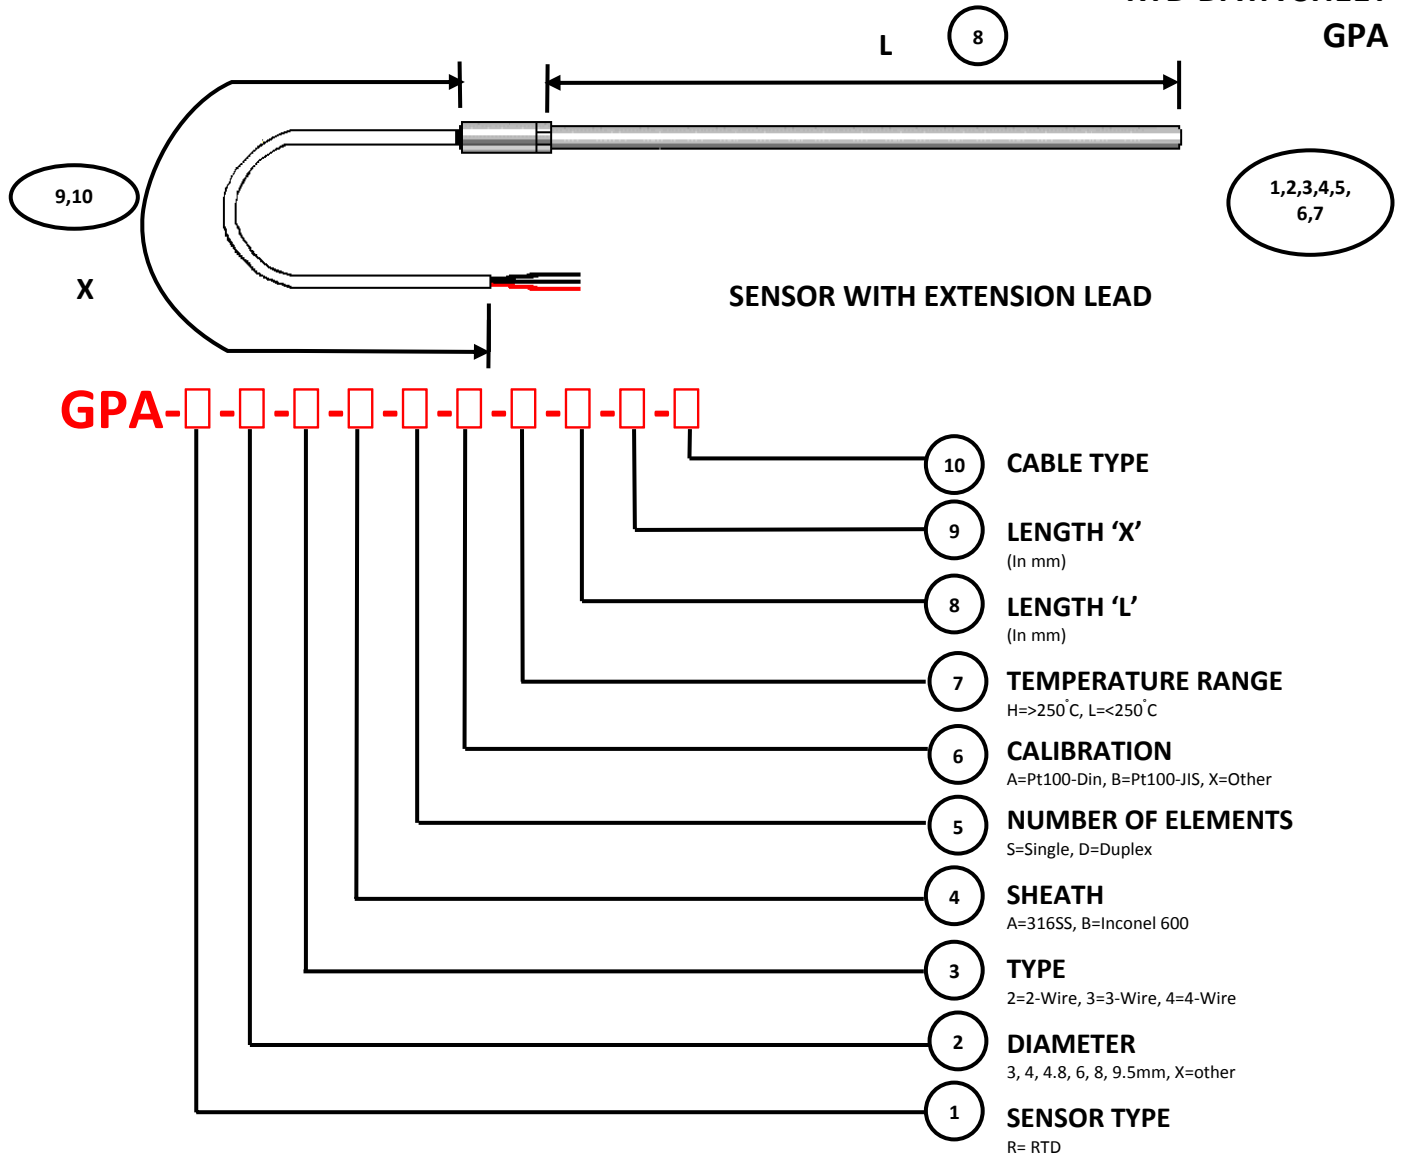 GPA
L
8
9,10
1,2,3,4,5,
6,7
X
SENSOR WITH EXTENSION LEAD
GPA-□-□-□-□-□-□-□-□-□-□
10 CABLE TYPE
9 LENGTH ‘X’
(In mm)
8 LENGTH ‘L’
(In mm)
7 TEMPERATURE RANGE
H=>250°C, L=<250°C
6 CALIBRATION
A=Pt100-Din, B=Pt100-JIS, X=Other
5 NUMBER OF ELEMENTS
S=Single, D=Duplex
4 SHEATH
A=316SS, B=Inconel 600
3 TYPE
2=2-Wire, 3=3-Wire, 4=4-Wire
2 DIAMETER
3, 4, 4.8, 6, 8, 9.5mm, X=other
1 SENSOR TYPE
R= RTD